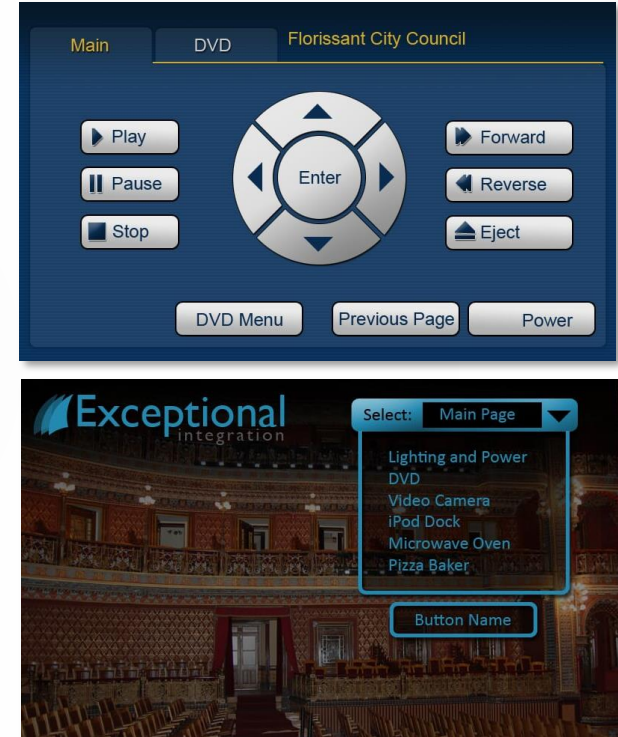 Main
DVD
Florissant City Council
Play
Forward
Pause
Enter
Reverse
Stop
Eject
DVD Menu
Previous Page
Power
Exceptional
integration
Select:
Main Page
Lighting and Power
DVD
Video Camera
iPod Dock
Microwave Oven
Pizza Baker
Button Name